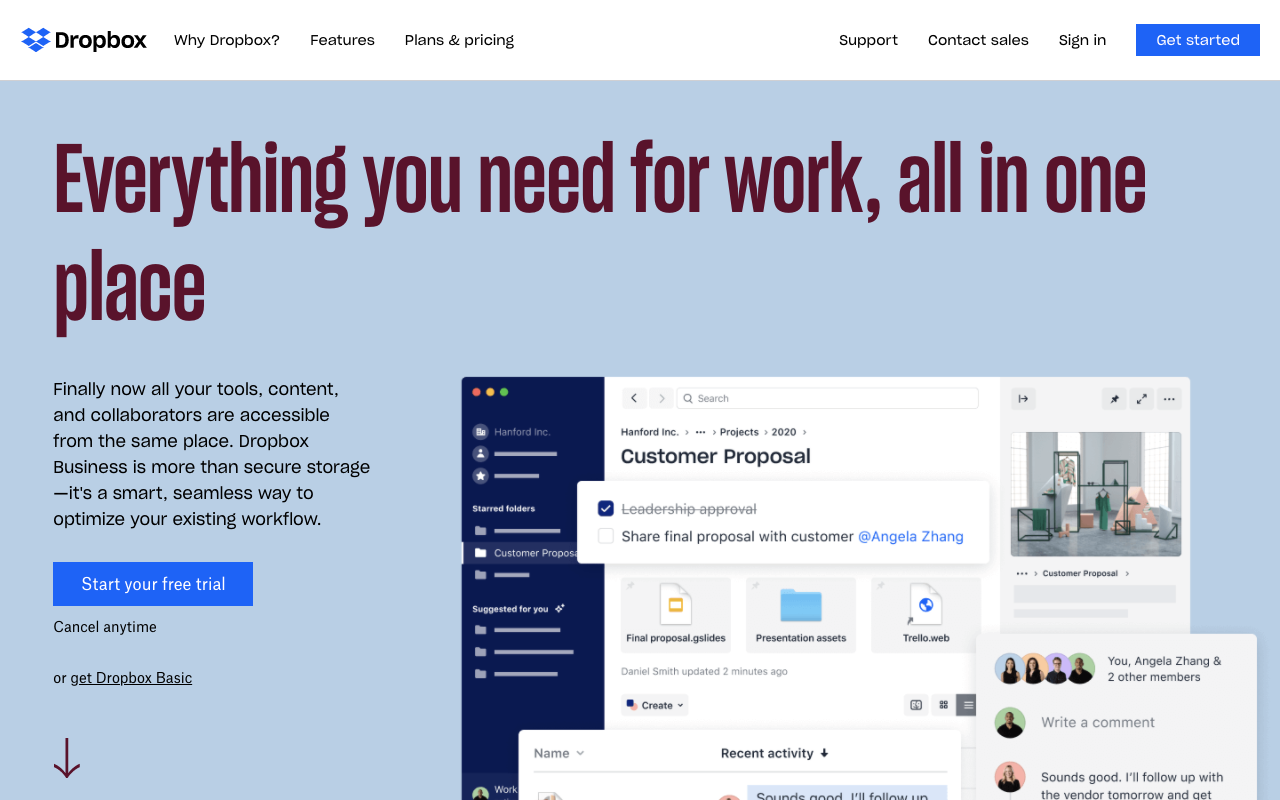 Dropbox
Why Dropbox?
Features
Plans & pricing
Support
Contact sales
Sign in
Get started
Everything you need for work, all in one
place
Finally now all your tools, content,
and collaborators are accessible
from the same place. Dropbox
Business is more than secure storage
—it's a smart, seamless way to
optimize your existing workflow.
Start your free trial
Cancel anytime
or get Dropbox Basic
Hanford Inc.
Starred folders
Customer Propos
Suggested for you
Work
Search
Hanford Inc. › ··· › Projects › 2020 ›
Customer Proposal
Leadership approval
Share final proposal with customer @Angela Zhang
Final proposal.gslides
Presentation assets
Trello.web
Daniel Smith updated 2 minutes ago
Create
Name
Recent activity
Sounds good. I'll follow up
··· › Customer Proposal ›
You, Angela Zhang &
2 other members
Write a comment
Sounds good. I'll follow up with
the vendor tomorrow and get